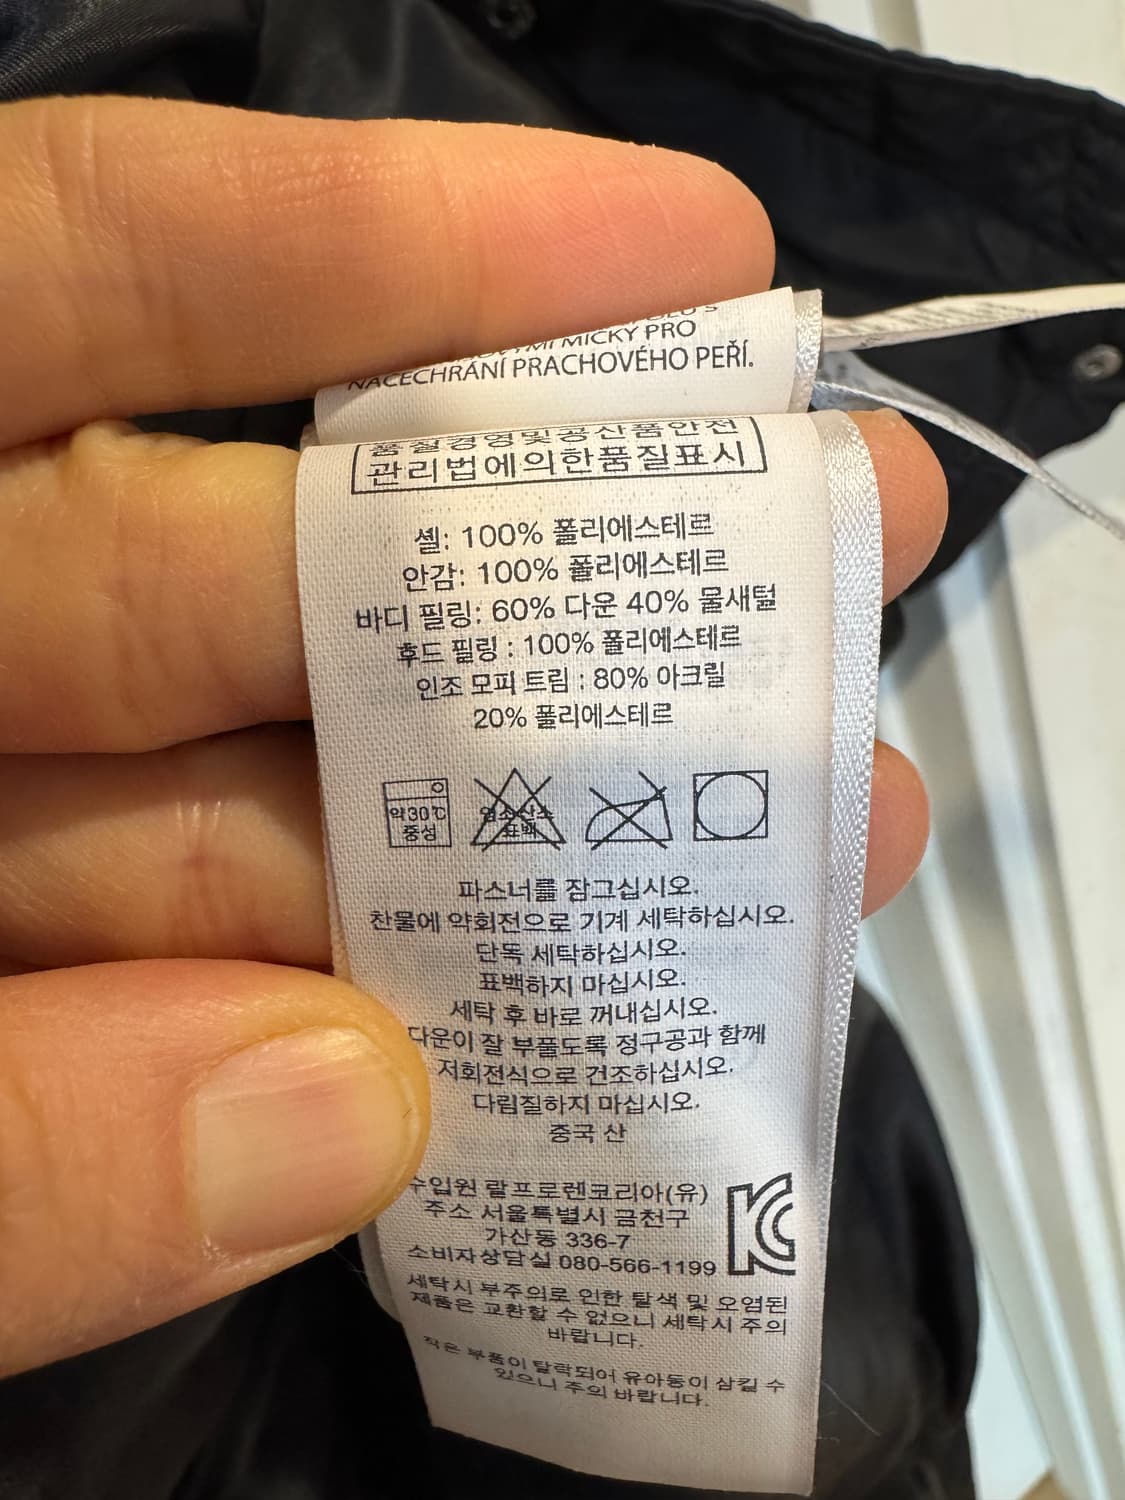 MÍČKY PRO
NAČECHRÁNÍ PRACHOVÉHO PEŘÍ.
품질경영및공산품안전
관리법에의한품질표시
셸: 100% 폴리에스테르
안감: 100% 폴리에스테르
바디 필링: 60% 다운 40% 물새털
후드 필링 : 100% 폴리에스테르
인조 모피 트림 : 80% 아크릴
20% 폴리에스테르
약30℃
중성
염소,산소
표백
파스너를 잠그십시오.
찬물에 약회전으로 기계 세탁하십시오.
단독 세탁하십시오.
표백하지 마십시오.
세탁 후 바로 꺼내십시오.
다운이 잘 부풀도록 정구공과 함께
저회전식으로 건조하십시오.
다림질하지 마십시오.
중국 산
수입원 랄프로렌코리아(유)
주소 서울특별시 금천구
가산동 336-7
소비자상담실 080-566-1199
세탁시 부주의로 인한 탈색 및 오염된
제품은 교환할 수 없으니 세탁시 주의
바랍니다.
작은 부품이 탈락되어 유아동이 삼킬 수
있으니 주의 바랍니다.